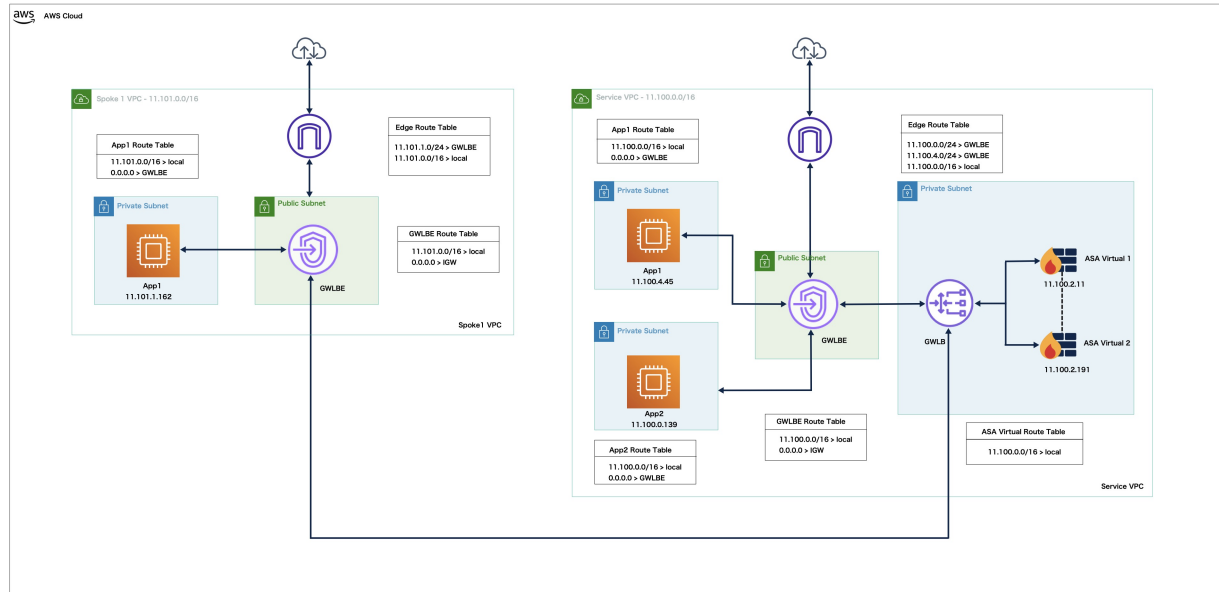 aws
AWS Cloud
Spoke 1 VPC - 11.101.0.0/16
App1 Route Table
11.101.0.0/16 > local
0.0.0.0 > GWLBE
Edge Route Table
11.101.1.0/24 > GWLBE
11.101.0.0/16 > local
Private Subnet
App1
11.101.1.162
Public Subnet
GWLBE
GWLBE Route Table
11.101.0.0/16 > local
0.0.0.0 > IGW
Spoke1 VPC
Service VPC - 11.100.0.0/16
App1 Route Table
11.100.0.0/16 > local
0.0.0.0 > GWLBE
Edge Route Table
11.100.0.0/24 > GWLBE
11.100.4.0/24 > GWLBE
11.100.0.0/16 > local
Private Subnet
App1
11.100.4.45
Public Subnet
GWLBE
Private Subnet
GWLB
ASA Virtual 1
11.100.2.11
ASA Virtual 2
11.100.2.191
Private Subnet
App2
11.100.0.139
App2 Route Table
11.100.0.0/16 > local
0.0.0.0 > GWLBE
GWLBE Route Table
11.100.0.0/16 > local
0.0.0.0 > IGW
ASA Virtual Route Table
11.100.0.0/16 > local
Service VPC